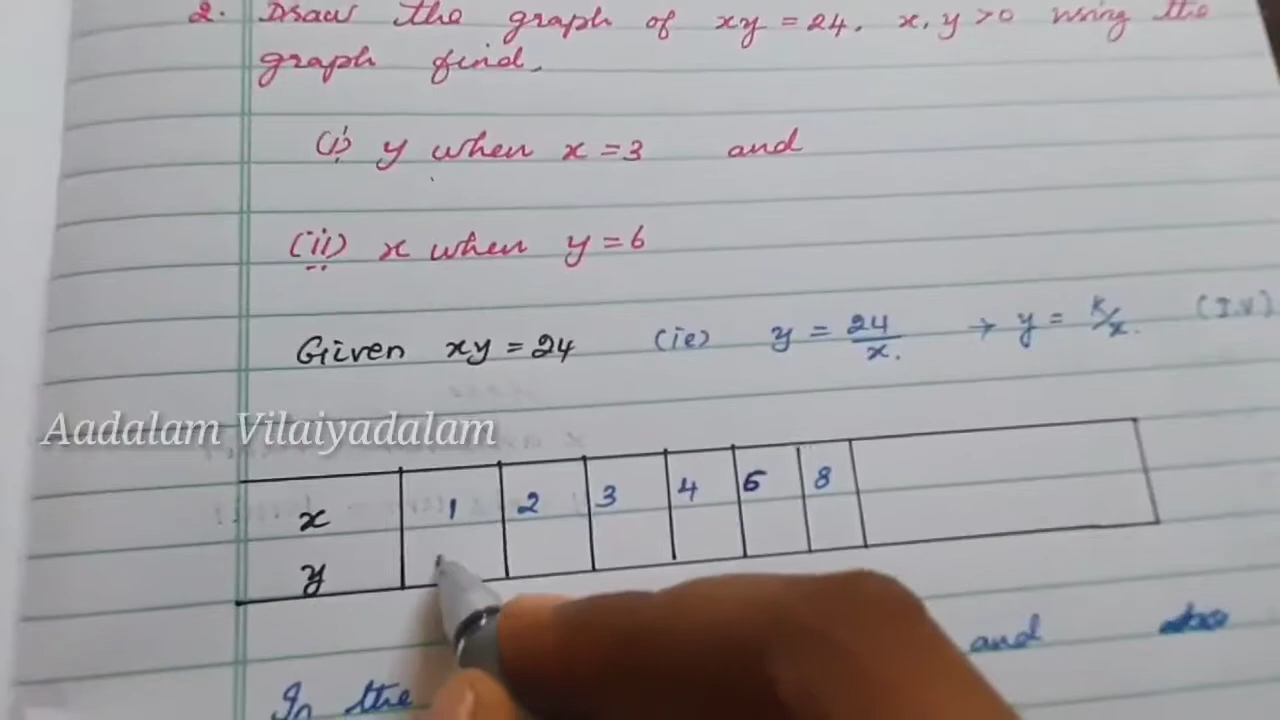 2. Draw the graph of xy = 24, x, y > 0 using the
graph find,
(i) y when x = 3 and
(ii) x when y = 6
Given xy = 24 (ie) y = 24/x. → y = k/x. (I.V)
Aadalam Vilaiyadalam
x 1 2 3 4 6 8
y
and
In the